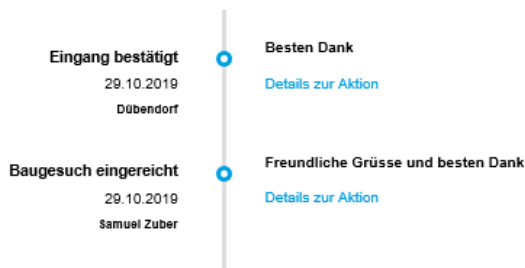 Eingang bestätigt
29.10.2019
Dübendorf
Besten Dank
Details zur Aktion
Baugesuch eingereicht
29.10.2019
Samuel Zuber
Freundliche Grüsse und besten Dank
Details zur Aktion